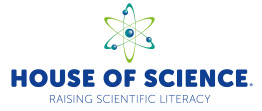 HOUSE OF SCIENCE.
RAISING SCIENTIFIC LITERACY